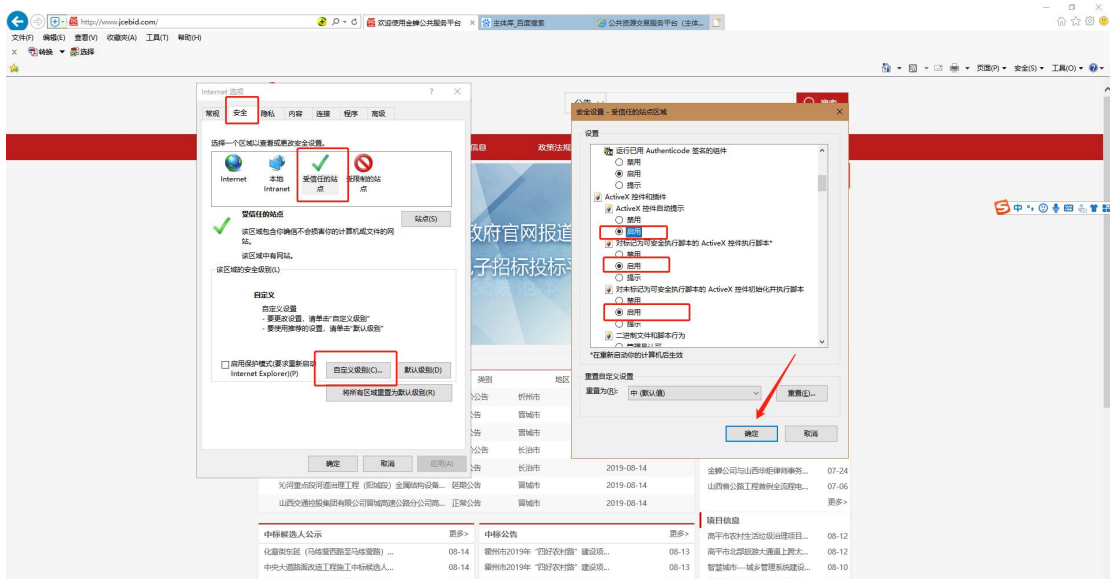 http://www.jcebid.com/
欢迎使用金蝉公共服务平台 ×
主体库_百度搜索
公共资源交易服务平台（主体...
文件(F) 编辑(E) 查看(V) 收藏夹(A) 工具(T) 帮助(H)
x 转换 ▼ 选择
页面(P) 安全(S) 工具(O)
Internet 选项 ? ×
常规 安全 隐私 内容 连接 程序 高级
选择一个区域以查看或更改安全设置。
Internet
本地 Intranet
受信任的站点
受限制的站点
受信任的站点
站点(S)
该区域包含你确信不会损害你的计算机或文件的网
站。
该区域中有网站。
该区域的安全级别(L)
自定义
自定义设置
- 要更改设置，请单击"自定义级别"
- 要使用推荐的设置，请单击"默认级别"
启用保护模式(要求重新启动
Internet Explorer)(P)
自定义级别(C)... 默认级别(D)
将所有区域重置为默认级别(R)
确定 取消 应用(A)
安全设置 - 受信任的站点区域 ×
设置
运行已用 Authenticode 签名的组件
禁用
启用
提示
ActiveX 控件和插件
ActiveX 控件自动提示
禁用
启用
对标记为可安全执行脚本的 ActiveX 控件执行脚本*
禁用
启用
提示
对未标记为可安全执行脚本的 ActiveX 控件初始化并执行脚本
禁用
启用
提示
二进制文件和脚本行为
管理员认可
*在重新启动你的计算机后生效
重置自定义设置
重置为(R): 中 (默认值) 重置(E)...
确定 取消
公告
搜索
信息 政策法规
政府官网报道
子招标投标
类别 地区
公告 忻州市
公告 晋城市
公告 晋城市
公告 长治市
公告 长治市 2019-08-14
沁河重点段河道治理工程（阳城段）金属结构设备... 延期公告 晋城市 2019-08-14
山西交通控股集团有限公司晋城高速公路分公司高... 正常公告 晋城市 2019-08-14
金蝉公司与山西华炬律师事务... 07-24
山西省公路工程首例全流程电... 07-06
更多>
中标候选人公示 更多>
化童街东延（马练营西路至马练营路）... 08-14
中央大道路面改造工程施工中标候选人... 08-14
中标公告 更多>
霍州市2019年“四好农村路”建设项... 08-13
霍州市2019年“四好农村路”建设项... 08-13
项目信息
高平市农村生活垃圾治理项目... 08-12
高平市北部旅游大通道上跨太... 08-12
智慧城市----城乡管理系统建设... 08-10
中